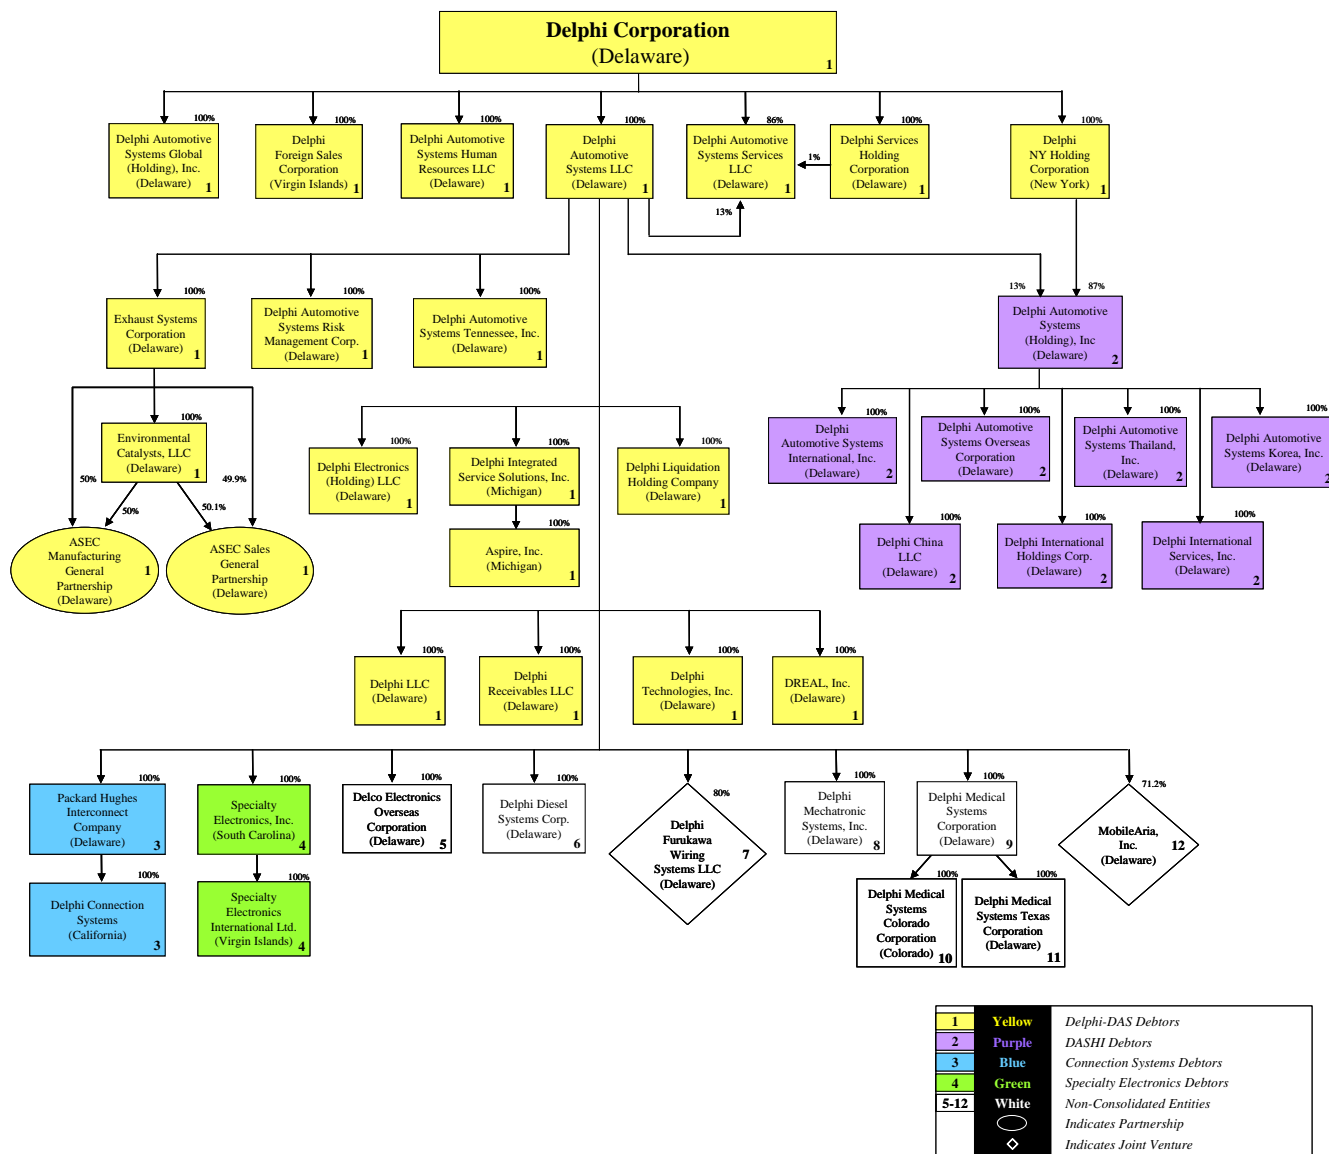 Delphi Corporation
(Delaware)
1
100%
Delphi Automotive
Systems Global
(Holding), Inc.
(Delaware)
1
100%
Delphi
Foreign Sales
Corporation
(Virgin Islands)
1
100%
Delphi Automotive
Systems Human
Resources LLC
(Delaware)
1
100%
Delphi
Automotive
Systems LLC
(Delaware)
1
86%
Delphi Automotive
Systems Services
LLC
(Delaware)
1
1%
13%
100%
Delphi Services
Holding
Corporation
(Delaware)
1
100%
Delphi
NY Holding
Corporation
(New York)
1
100%
Exhaust Systems
Corporation
(Delaware)
1
100%
Delphi Automotive
Systems Risk
Management Corp.
(Delaware)
1
100%
Delphi Automotive
Systems Tennessee, Inc.
(Delaware)
1
13%
87%
Delphi Automotive
Systems
(Holding), Inc
(Delaware)
2
100%
Environmental
Catalysts, LLC
(Delaware)
1
50%
50%
50.1%
49.9%
ASEC
Manufacturing
General
Partnership
(Delaware)
1
ASEC Sales
General
Partnership
(Delaware)
1
100%
Delphi Electronics
(Holding) LLC
(Delaware)
1
100%
Delphi Integrated
Service Solutions, Inc.
(Michigan)
1
100%
Delphi Liquidation
Holding Company
(Delaware)
1
100%
Aspire, Inc.
(Michigan)
1
100%
Delphi
Automotive Systems
International, Inc.
(Delaware)
2
100%
Delphi Automotive
Systems Overseas
Corporation
(Delaware)
2
100%
Delphi Automotive
Systems Thailand,
Inc.
(Delaware)
2
100%
Delphi Automotive
Systems Korea, Inc.
(Delaware)
2
100%
Delphi China
LLC
(Delaware)
2
100%
Delphi International
Holdings Corp.
(Delaware)
2
100%
Delphi International
Services, Inc.
(Delaware)
2
100%
Delphi LLC
(Delaware)
1
100%
Delphi
Receivables LLC
(Delaware)
1
100%
Delphi
Technologies, Inc.
(Delaware)
1
100%
DREAL, Inc.
(Delaware)
1
100%
Packard Hughes
Interconnect
Company
(Delaware)
3
100%
Specialty
Electronics, Inc.
(South Carolina)
4
100%
Delco Electronics
Overseas
Corporation
(Delaware)
5
100%
Delphi Diesel
Systems Corp.
(Delaware)
6
80%
Delphi
Furukawa
Wiring
Systems LLC
(Delaware)
7
100%
Delphi
Mechatronic
Systems, Inc.
(Delaware)
8
100%
Delphi Medical
Systems
Corporation
(Delaware)
9
71.2%
MobileAria,
Inc.
(Delaware)
12
100%
Delphi Connection
Systems
(California)
3
100%
Specialty
Electronics
International Ltd.
(Virgin Islands)
4
100%
Delphi Medical
Systems
Colorado
Corporation
(Colorado)
10
100%
Delphi Medical
Systems Texas
Corporation
(Delaware)
11
1 Yellow Delphi-DAS Debtors
2 Purple DASHI Debtors
3 Blue Connection Systems Debtors
4 Green Specialty Electronics Debtors
5-12 White Non-Consolidated Entities
Indicates Partnership
Indicates Joint Venture